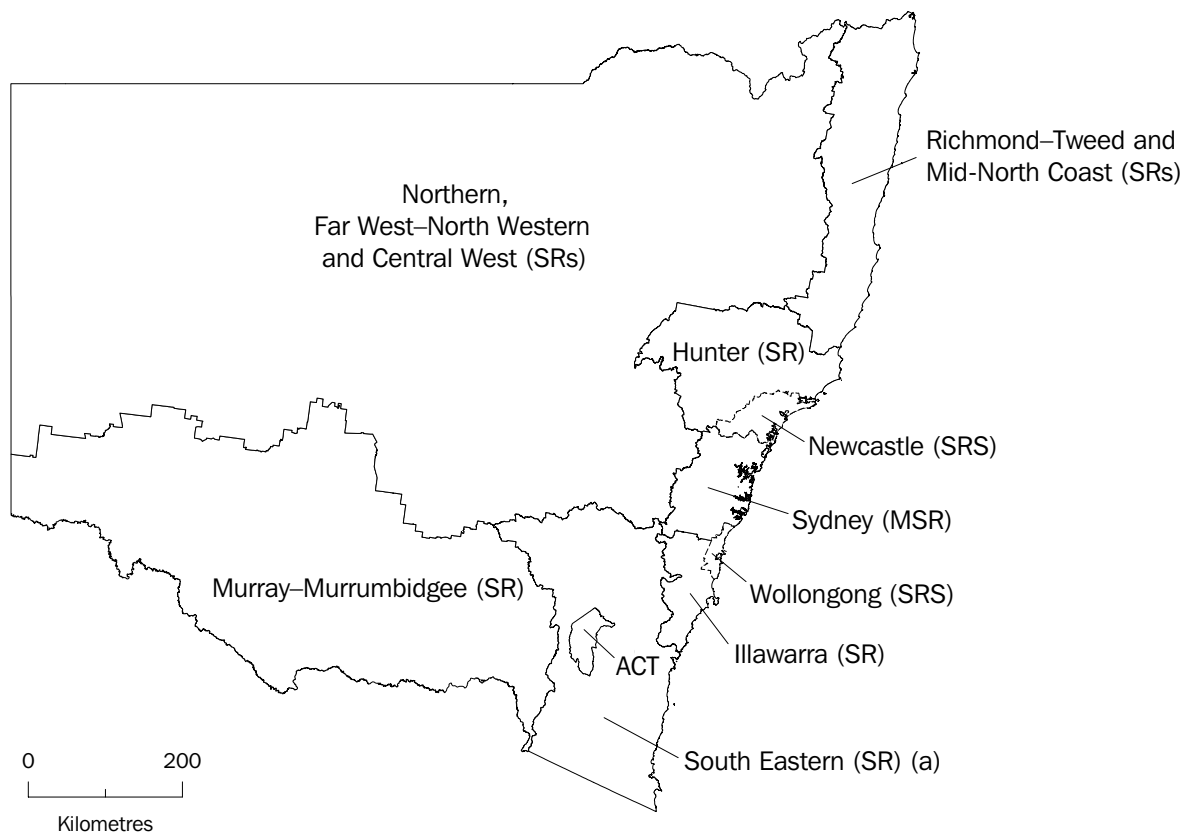 Richmond–Tweed and
Mid-North Coast (SRs)
Northern,
Far West–North Western
and Central West (SRs)
Hunter (SR)
Newcastle (SRS)
Sydney (MSR)
Murray–Murrumbidgee (SR)
Wollongong (SRS)
Illawarra (SR)
ACT
South Eastern (SR) (a)
0 200
Kilometres